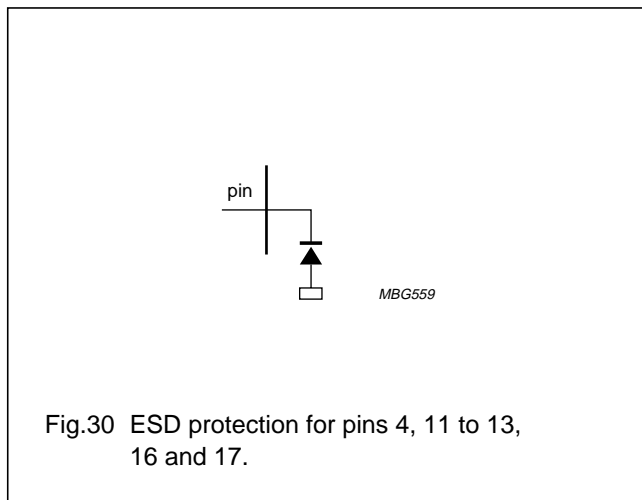 pin
MBG559
Fig.30 ESD protection for pins 4, 11 to 13,
16 and 17.